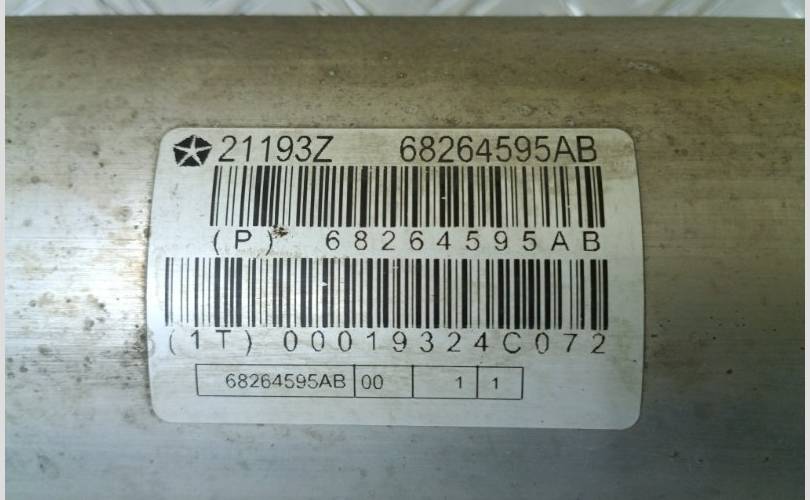 21193Z 68264595AB
(P) 68264595AB
(1T) 00019324C072
68264595AB 00 1 1